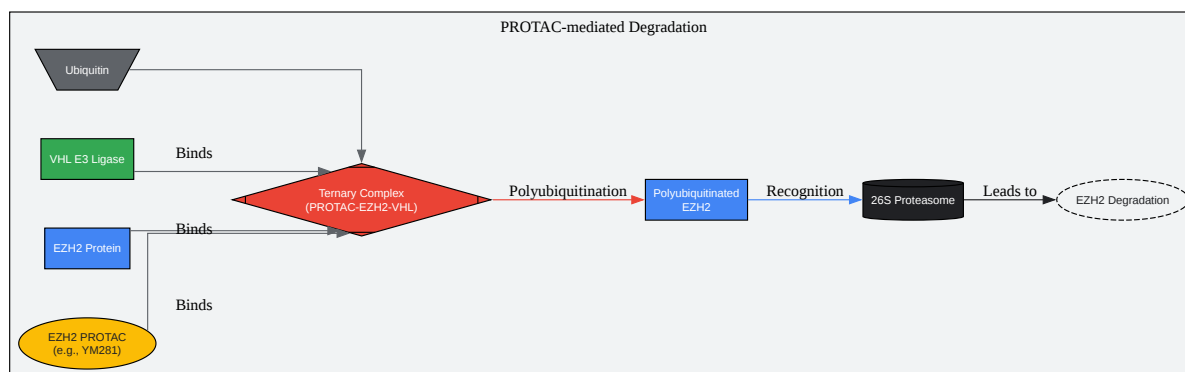 PROTAC-mediated Degradation
Ubiquitin
VHL E3 Ligase
Binds
Ternary Complex
(PROTAC-EZH2-VHL)
Polyubiquitination
Polyubiquitinated
EZH2
Recognition
26S Proteasome
Leads to
EZH2 Degradation
EZH2 Protein
Binds
Binds
EZH2 PROTAC
(e.g., YM281)